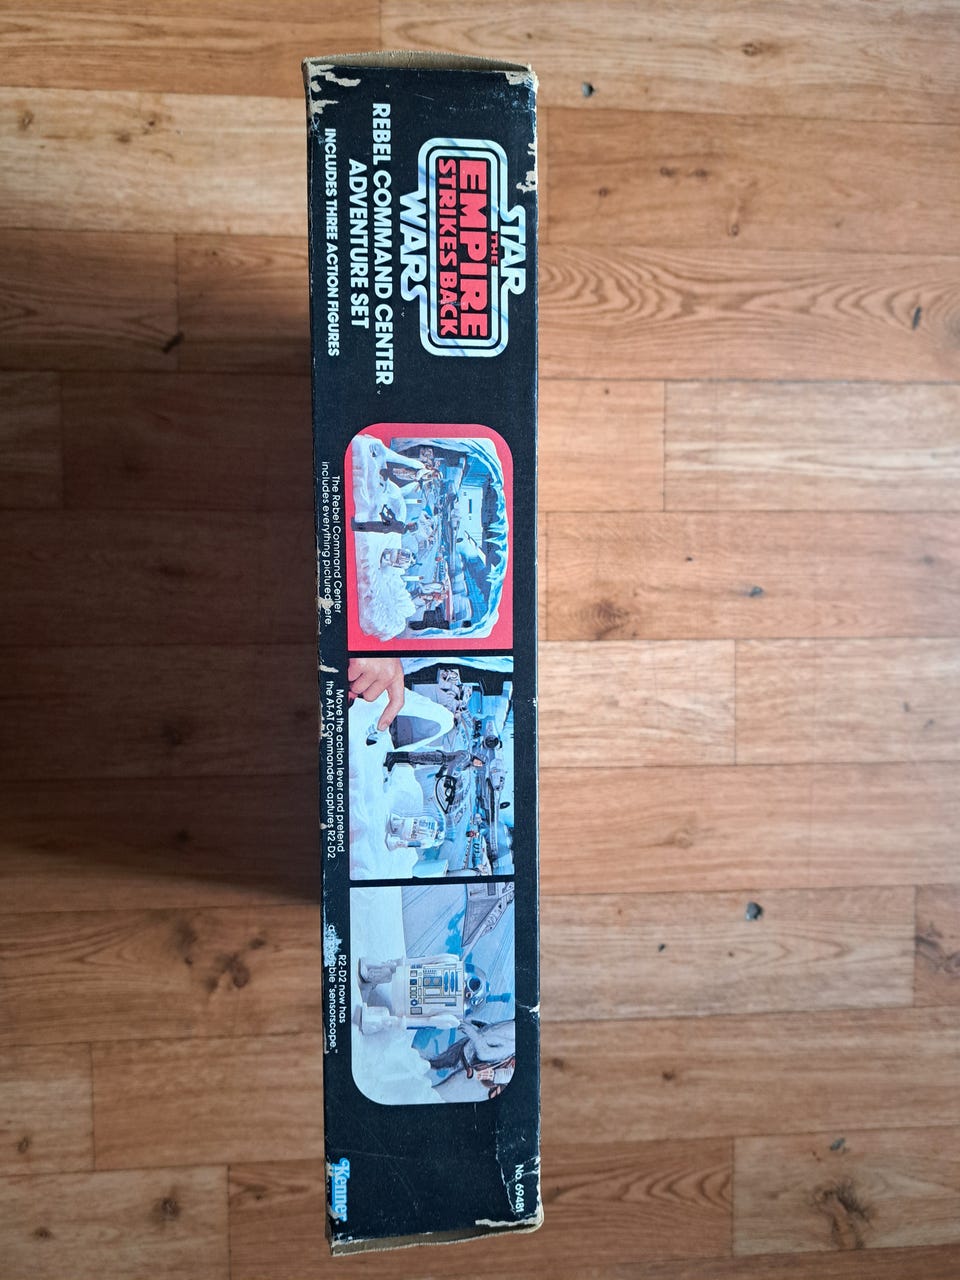 STAR
THE
EMPIRE
STRIKES BACK
WARS
REBEL COMMAND CENTER
ADVENTURE SET
INCLUDES THREE ACTION FIGURES
The Rebel Command Center
includes everything pictured here.
Move the action lever and pretend
the AT-AT Commander captures R2-D2.
R2-D2 now has
"sensorscope."
No. 69481
Kenner